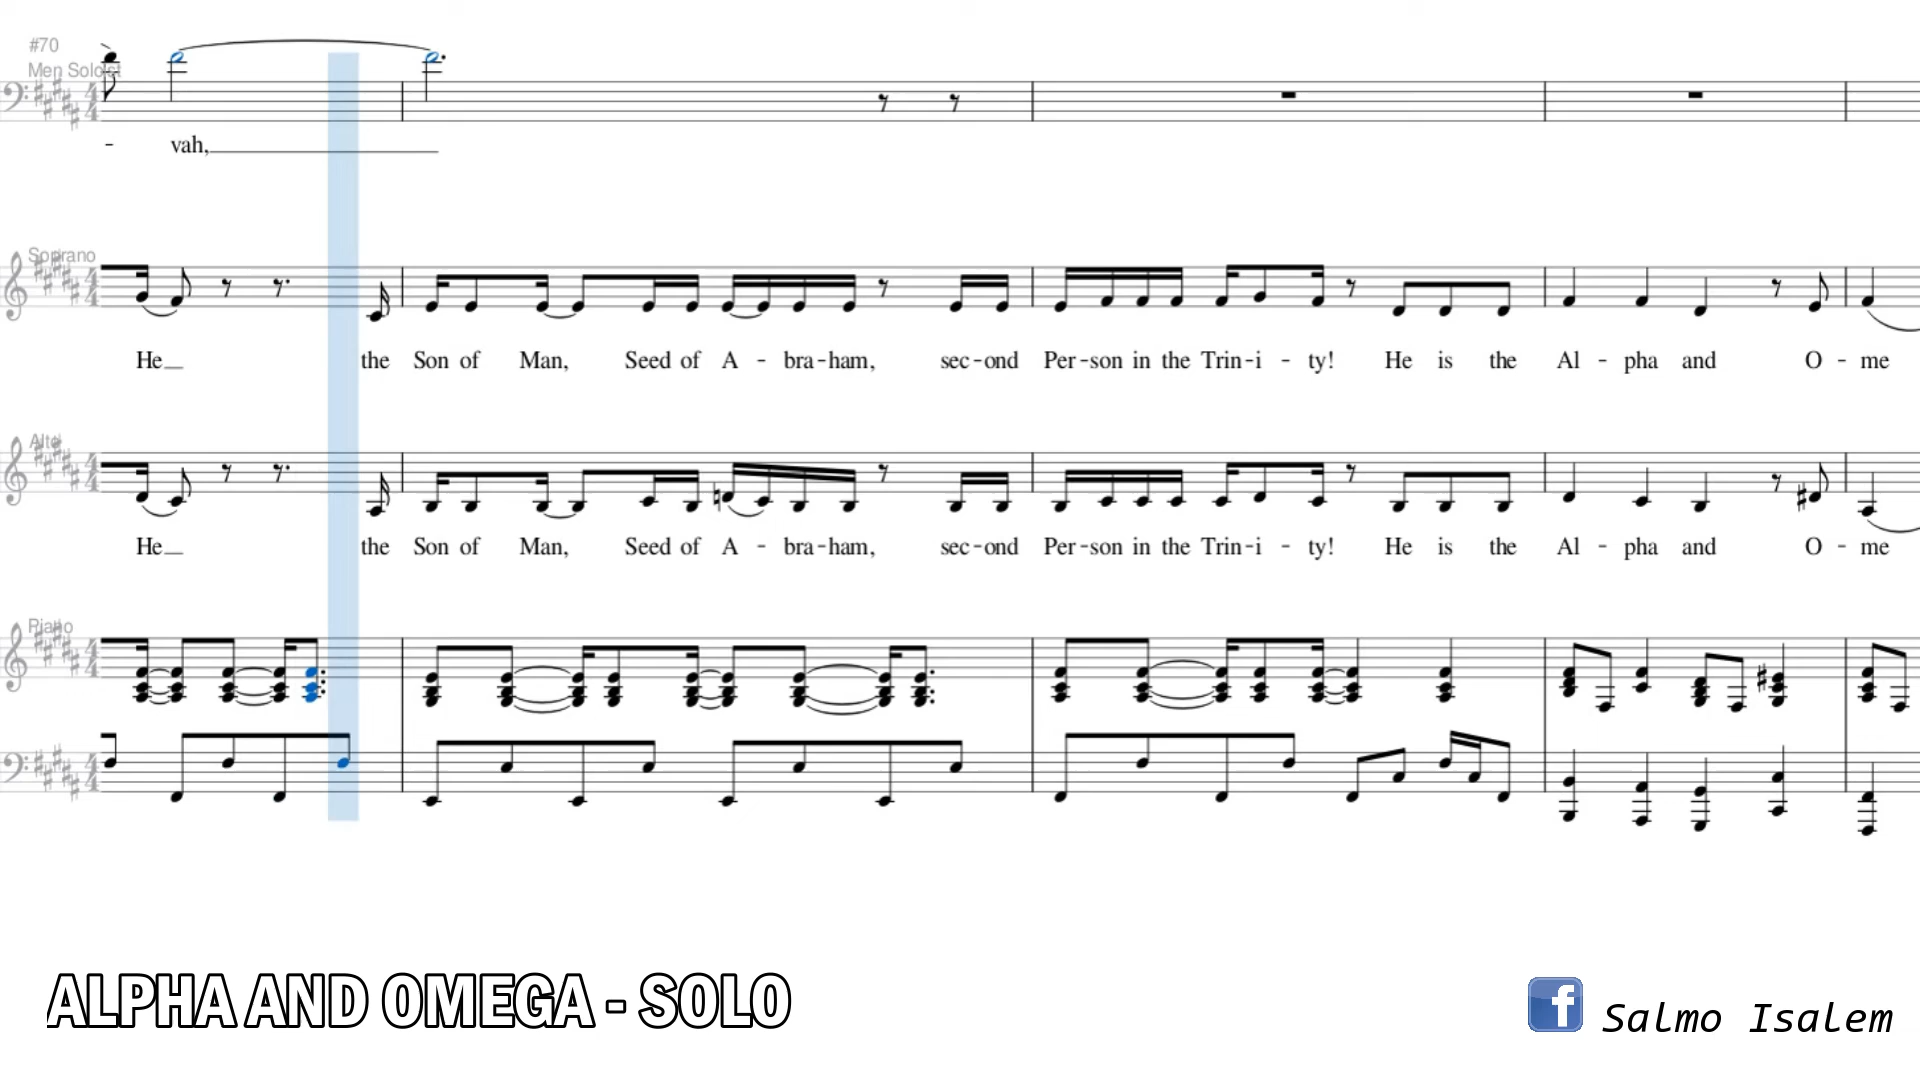 #70
Men Soloist
- vah,
Soprano
He the Son of Man, Seed of A - bra-ham, sec-ond Per-son in the Trin-i - ty! He is the Al - pha and O - me
Alto
He the Son of Man, Seed of A - bra-ham, sec-ond Per-son in the Trin-i - ty! He is the Al - pha and O - me
Piano
ALPHA AND OMEGA - SOLO
Salmo Isalem